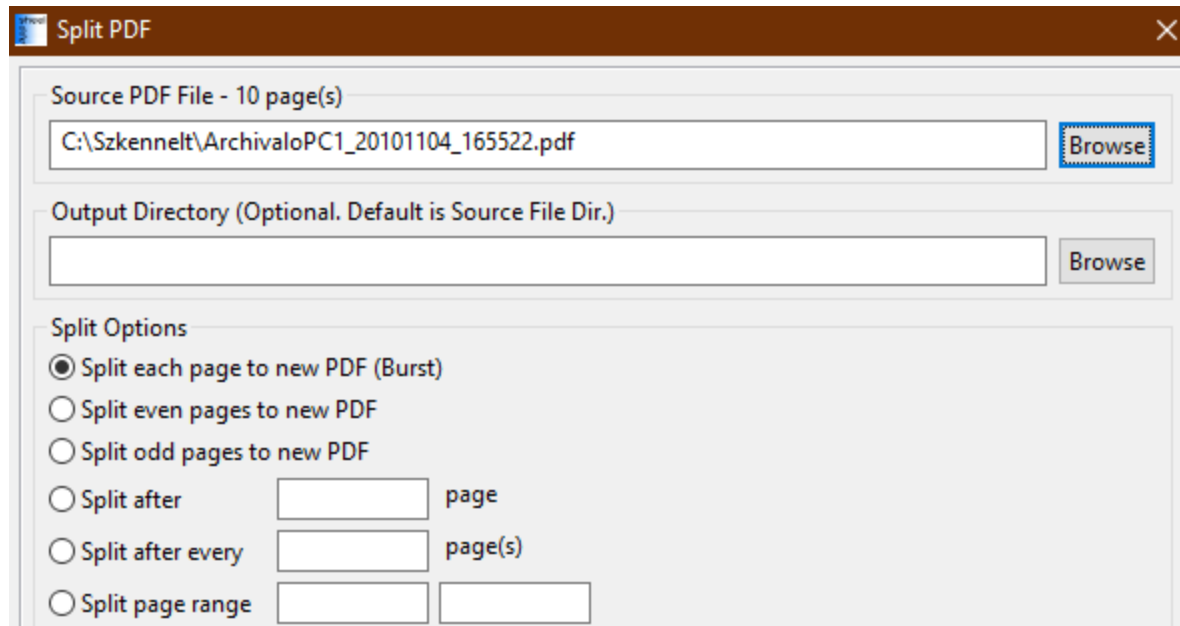 Split PDF
Source PDF File - 10 page(s)
C:\Szkennelt\ArchivaloPC1_20101104_165522.pdf
Browse
Output Directory (Optional. Default is Source File Dir.)
Browse
Split Options
Split each page to new PDF (Burst)
Split even pages to new PDF
Split odd pages to new PDF
Split after page
Split after every page(s)
Split page range